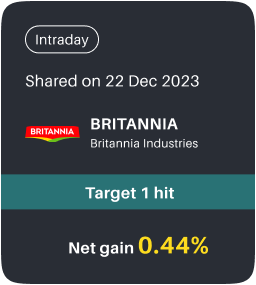 Intraday
Shared on 22 Dec 2023
BRITANNIA
BRITANNIA
Britannia Industries
Target 1 hit
Net gain 0.44%